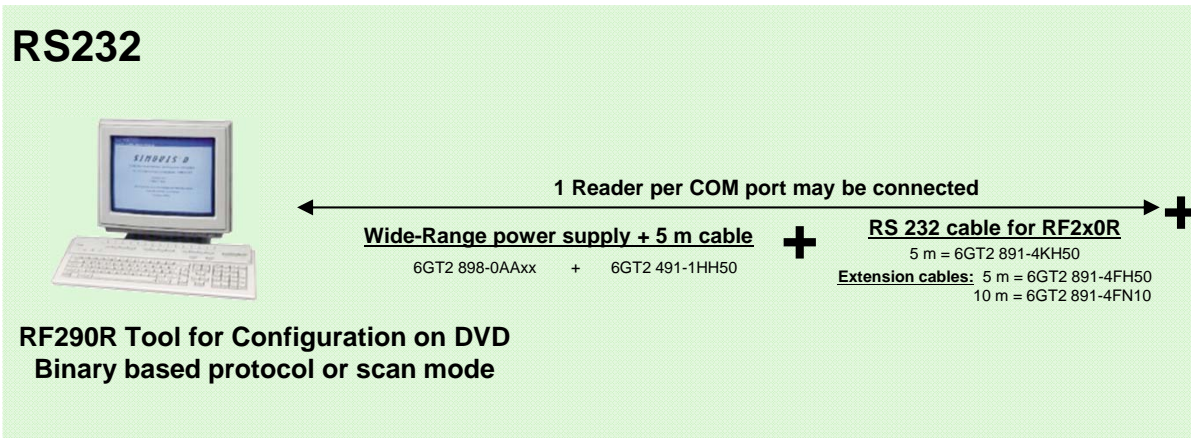 RS232
SIMOVIS D
1 Reader per COM port may be connected
Wide-Range power supply + 5 m cable
6GT2 898-0AAxx + 6GT2 491-1HH50
+
RS 232 cable for RF2x0R
5 m = 6GT2 891-4KH50
Extension cables: 5 m = 6GT2 891-4FH50
10 m = 6GT2 891-4FN10
+
RF290R Tool for Configuration on DVD
Binary based protocol or scan mode